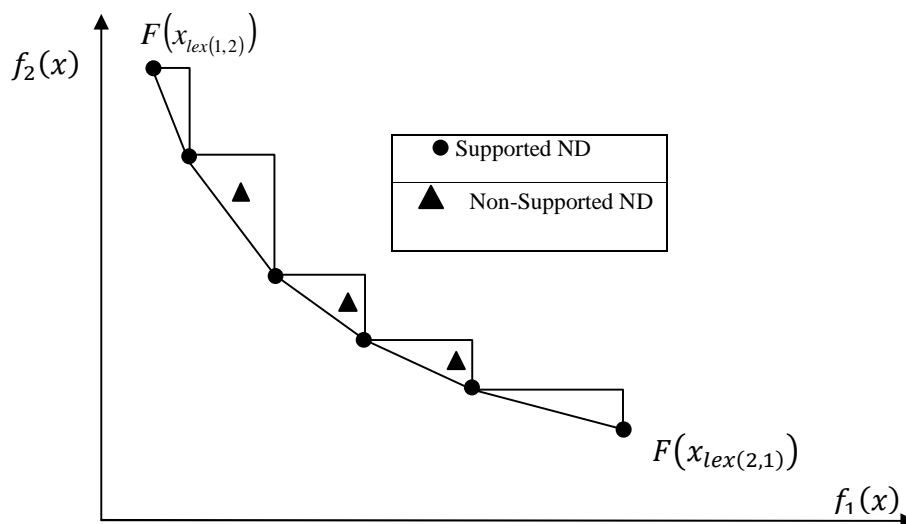 F(x_{lex(1,2)})
f_2(x)
Supported ND
Non-Supported ND
F(x_{lex(2,1)})
f_1(x)